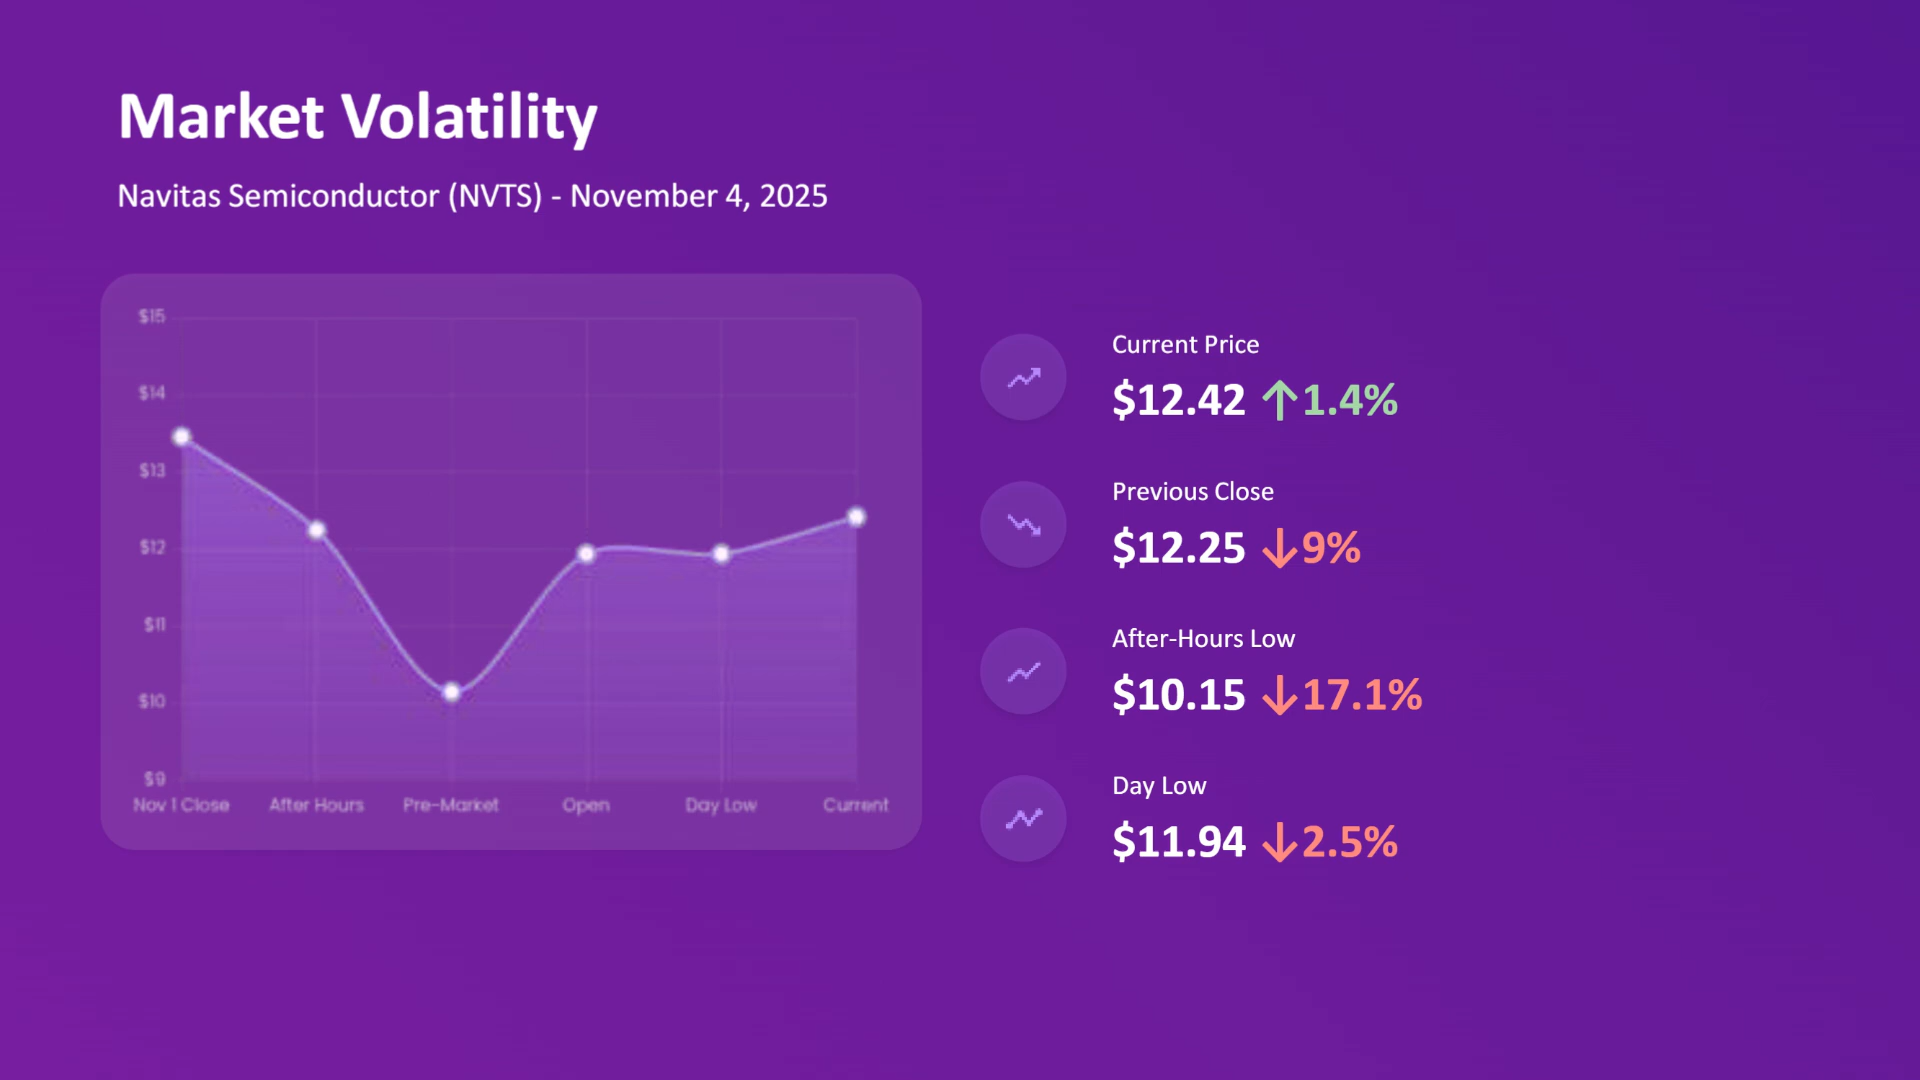 Market Volatility
Navitas Semiconductor (NVTS) - November 4, 2025
$15
$14
$13
$12
$11
$10
$9
Nov 1 Close After Hours Pre-Market Open Day Low Current
Current Price
$12.42 ↑1.4%
Previous Close
$12.25 ↓9%
After-Hours Low
$10.15 ↓17.1%
Day Low
$11.94 ↓2.5%